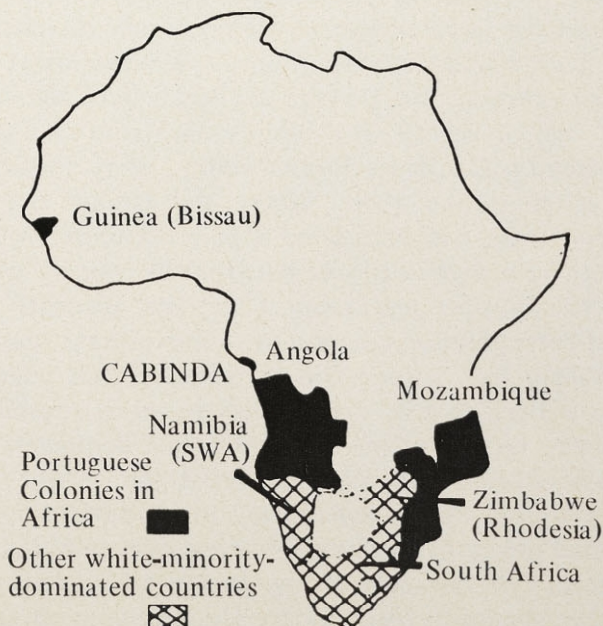 Guinea (Bissau)
Angola
CABINDA
Mozambique
Namibia
(SWA)
Portuguese
Colonies in
Africa
Zimbabwe
(Rhodesia)
Other white-minority-
dominated countries
South Africa